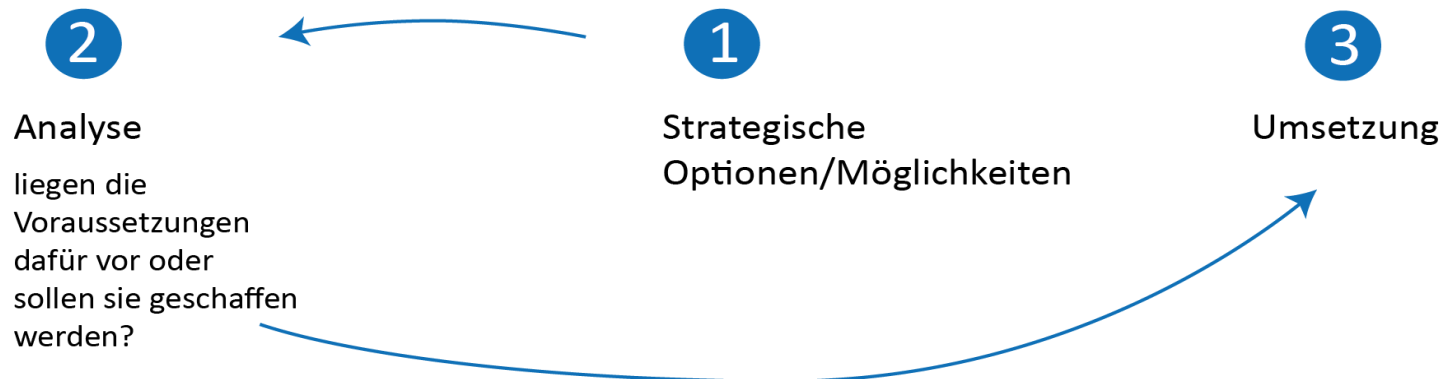 2
Analyse
liegen die
Voraussetzungen
dafür vor oder
sollen sie geschaffen
werden?
1
Strategische
Optionen/Möglichkeiten
3
Umsetzung